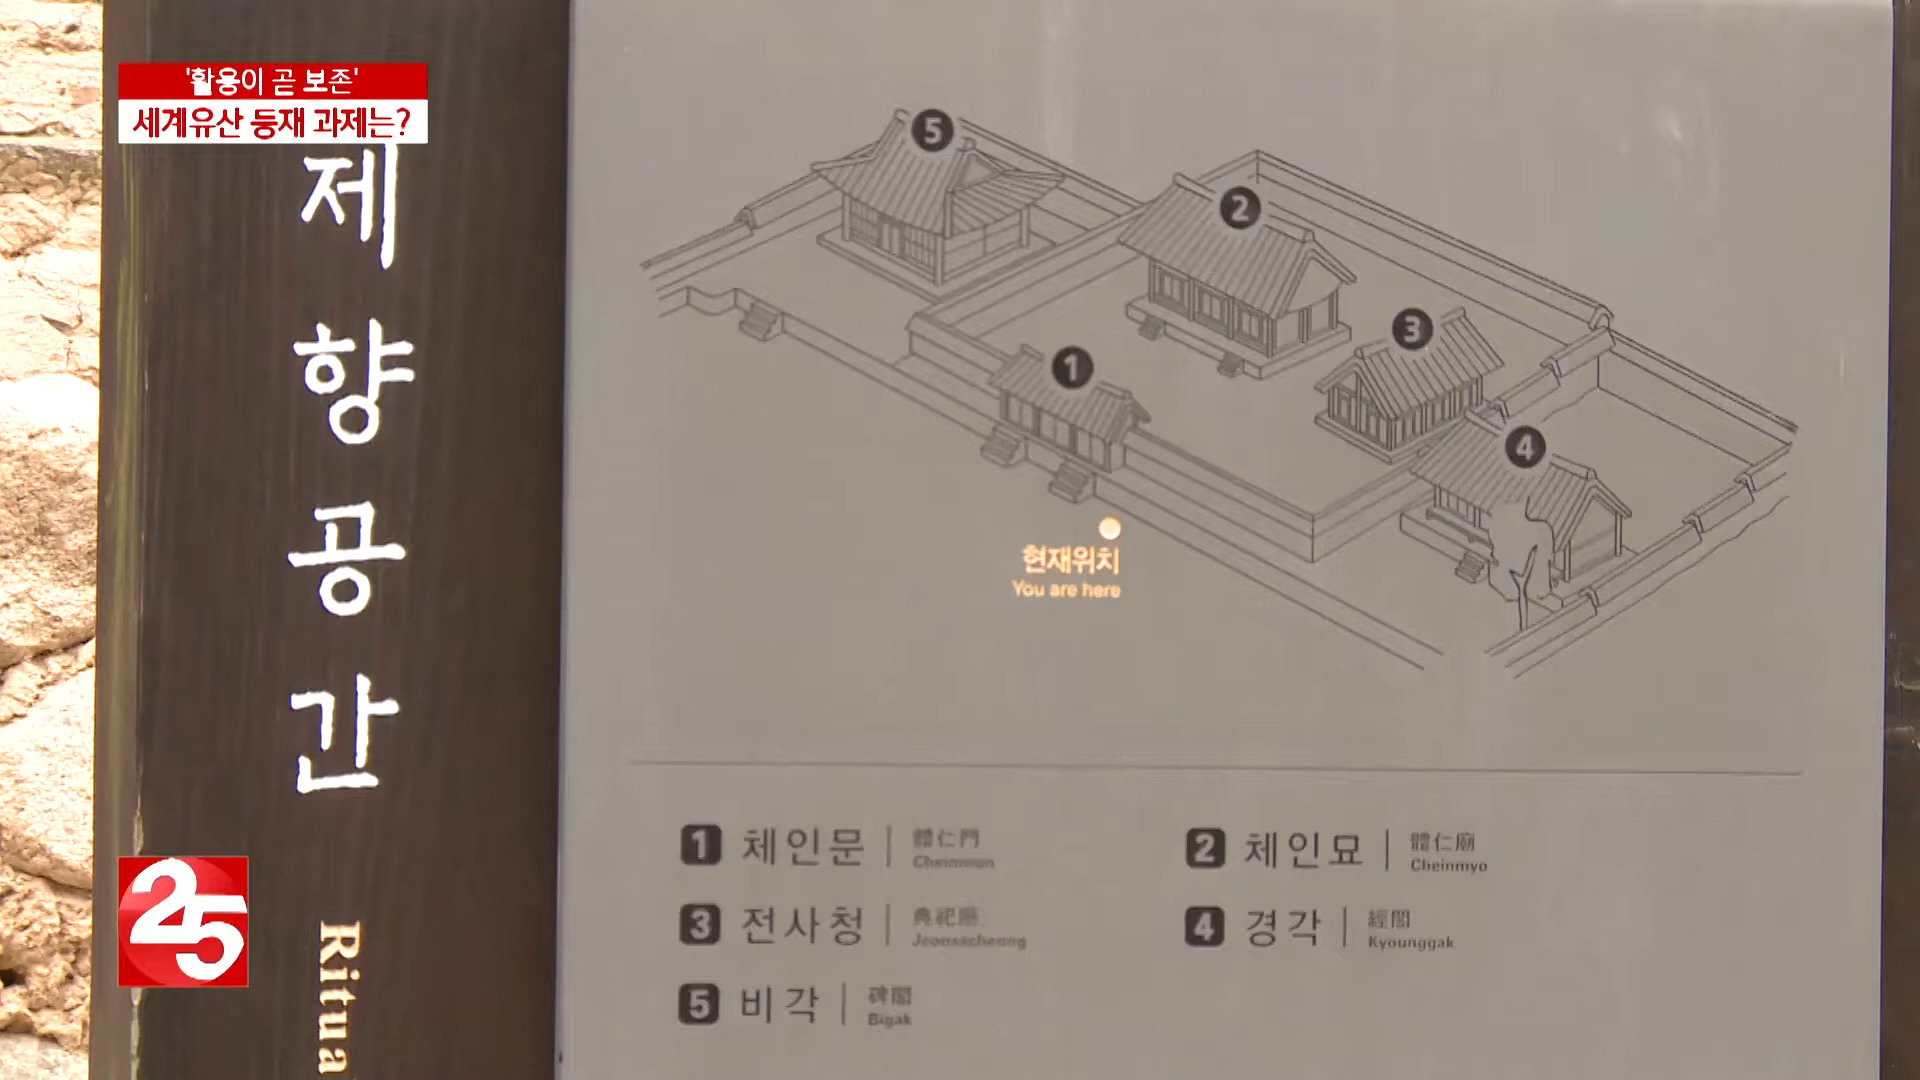 '활용이 곧 보존'
세계유산 등재 과제는?
제향공간
Ritua
25
5
2
3
1
4
현재위치
You are here
1 체인문 | 體仁門
Cheinmun
2 체인묘 | 體仁廟
Cheinmyo
3 전사청 | 典祀廳
Jeonsacheong
4 경각 | 經閣
Kyounggak
5 비각 | 碑閣
Bigak